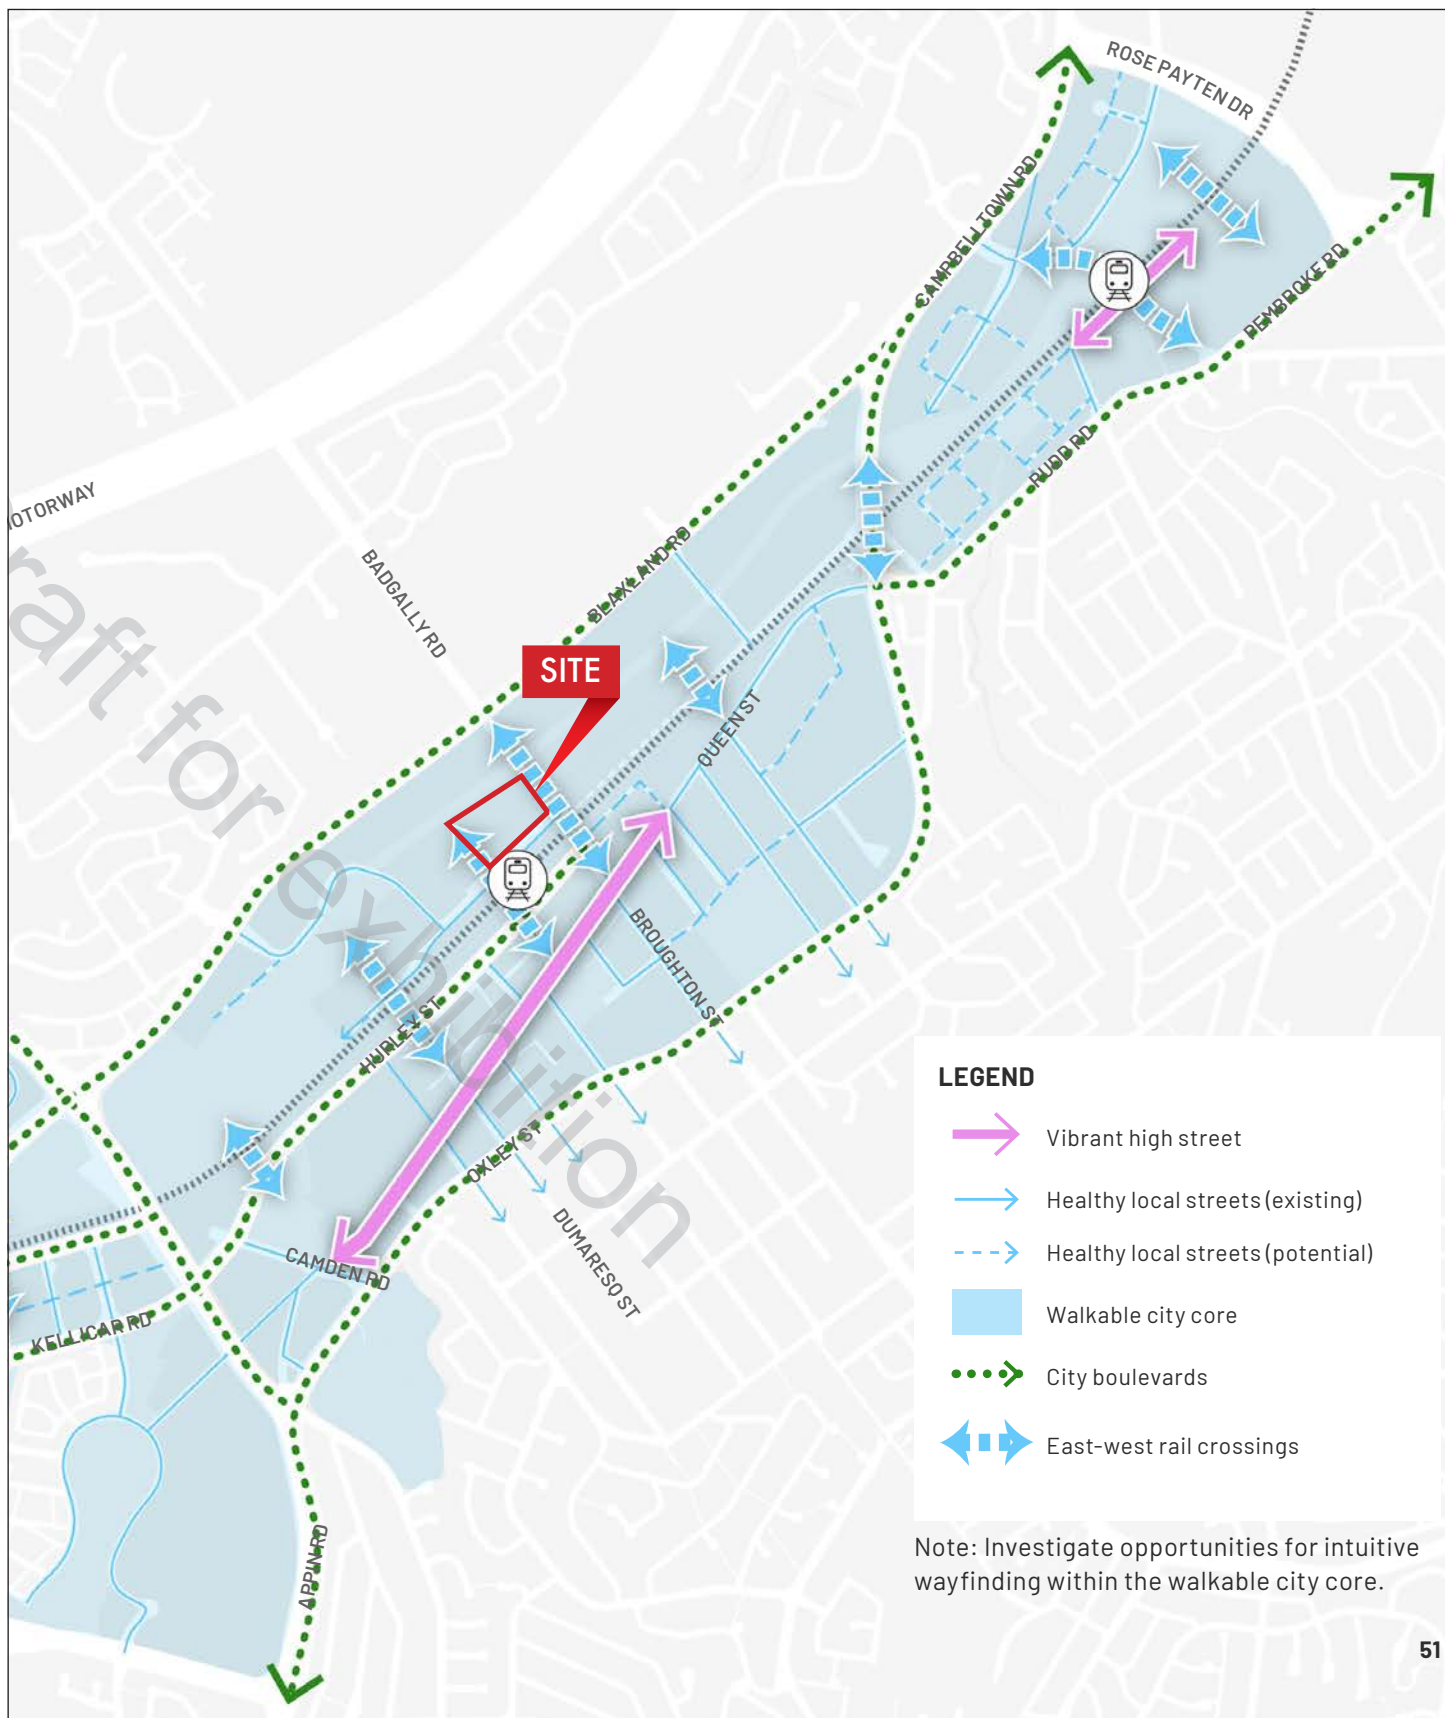 ROSE PAYTEN DR
CAMPBELLTOWN RD
PEMBROKE RD
RUDD RD
OTORWAY
BADGALLY RD
BLAXLAND RD
SITE
QUEEN ST
BROUGHTON ST
HURLEY ST
OXLEY ST
DUMARESQ ST
CAMDEN RD
KELLICAR RD
APPIN RD
raft for exhibition
LEGEND
Vibrant high street
Healthy local streets (existing)
Healthy local streets (potential)
Walkable city core
City boulevards
East-west rail crossings
Note: Investigate opportunities for intuitive
wayfinding within the walkable city core.
51